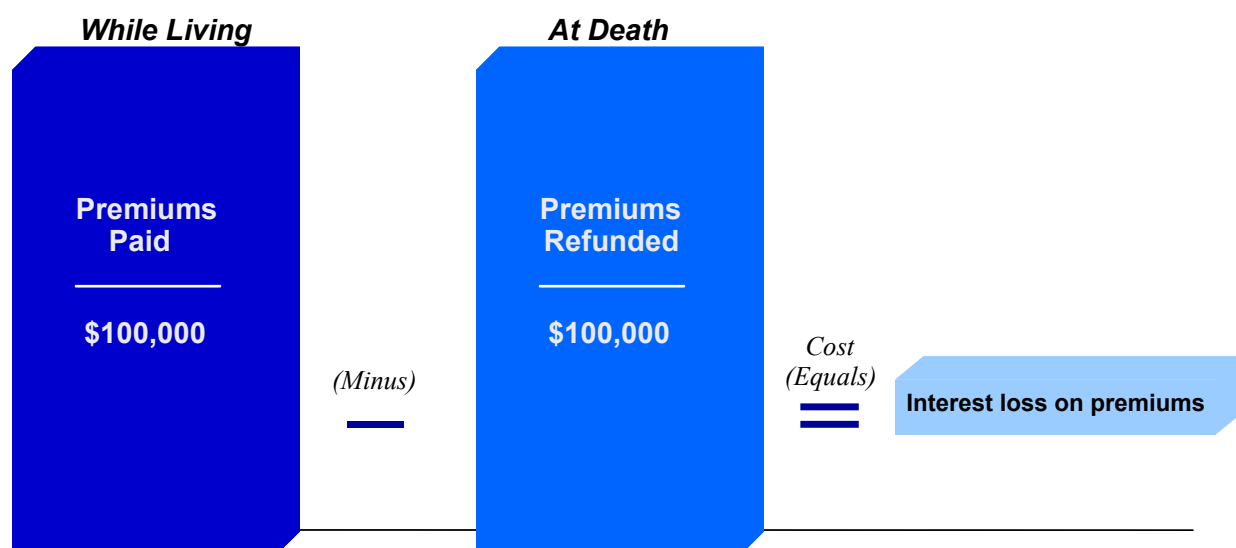 While Living
At Death
Premiums
Paid
$100,000
(Minus)
Premiums
Refunded
$100,000
Cost
(Equals)
Interest loss on premiums